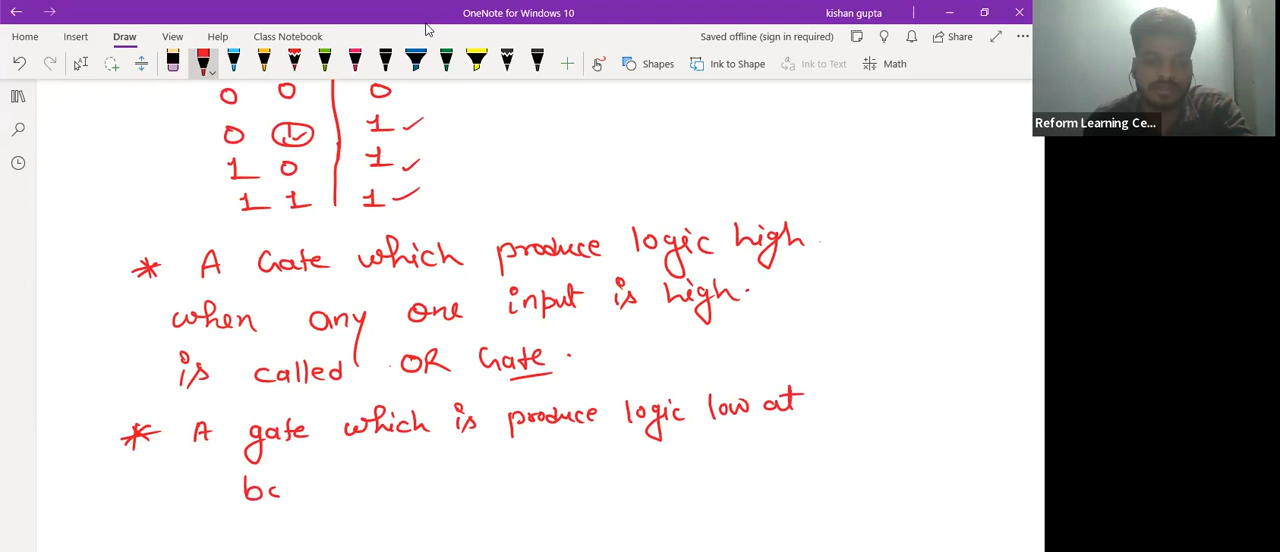 OneNote for Windows 10
kishan gupta
Home Insert Draw View Help Class Notebook
Saved offline (sign in required)
Share
Shapes
Ink to Shape
Ink to Text
Math
Reform Learning Ce...
0 0 0
0 1 1
1 0 1
1 1 1
* A Gate which produce logic high
when any one input is high.
is called OR Gate.
* A gate which is produce logic low at
bo